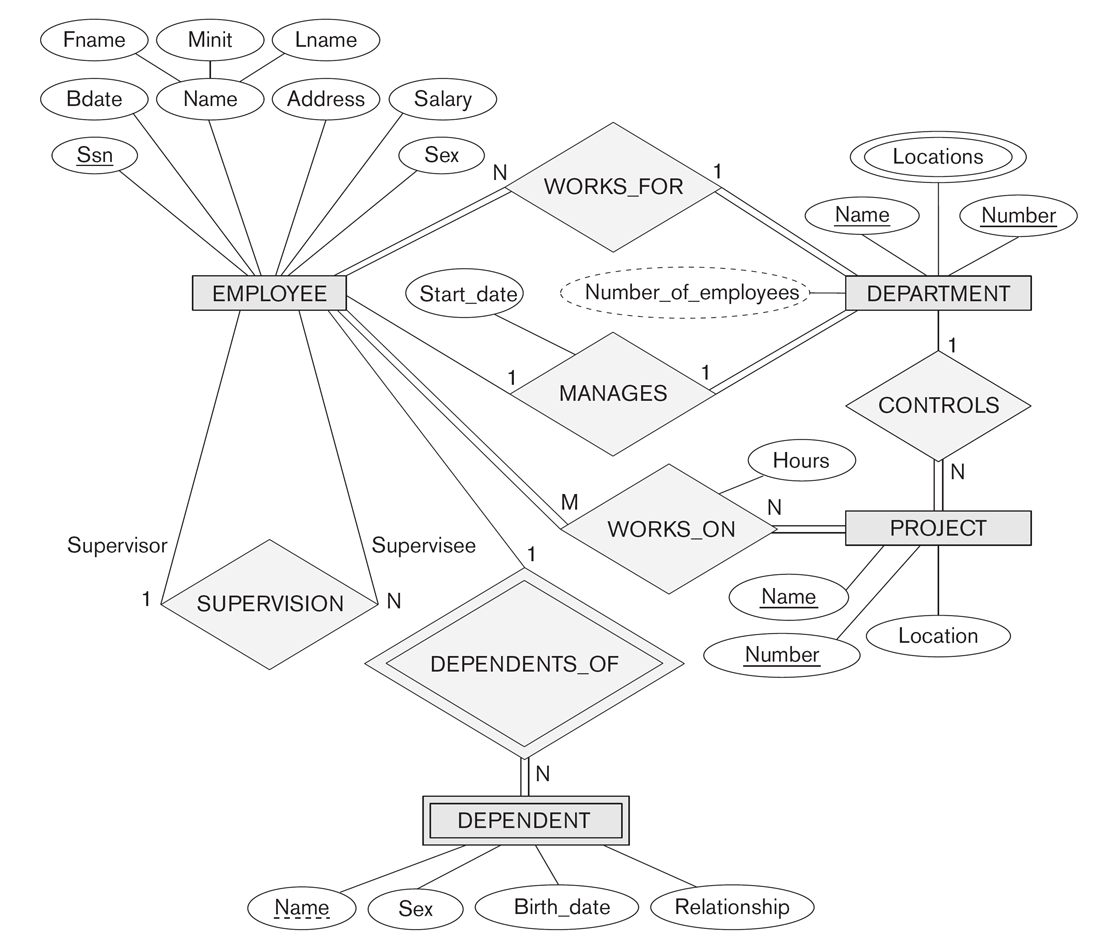 Fname
Minit
Lname
Bdate
Name
Address
Salary
Ssn
Sex
WORKS_FOR
N
1
Locations
Name
Number
EMPLOYEE
Start_date
Number_of_employees
DEPARTMENT
MANAGES
1
1
1
CONTROLS
N
Hours
M
WORKS_ON
N
PROJECT
Supervisor
Supervisee
1
SUPERVISION
N
1
Name
Number
Location
DEPENDENTS_OF
N
DEPENDENT
Name
Sex
Birth_date
Relationship